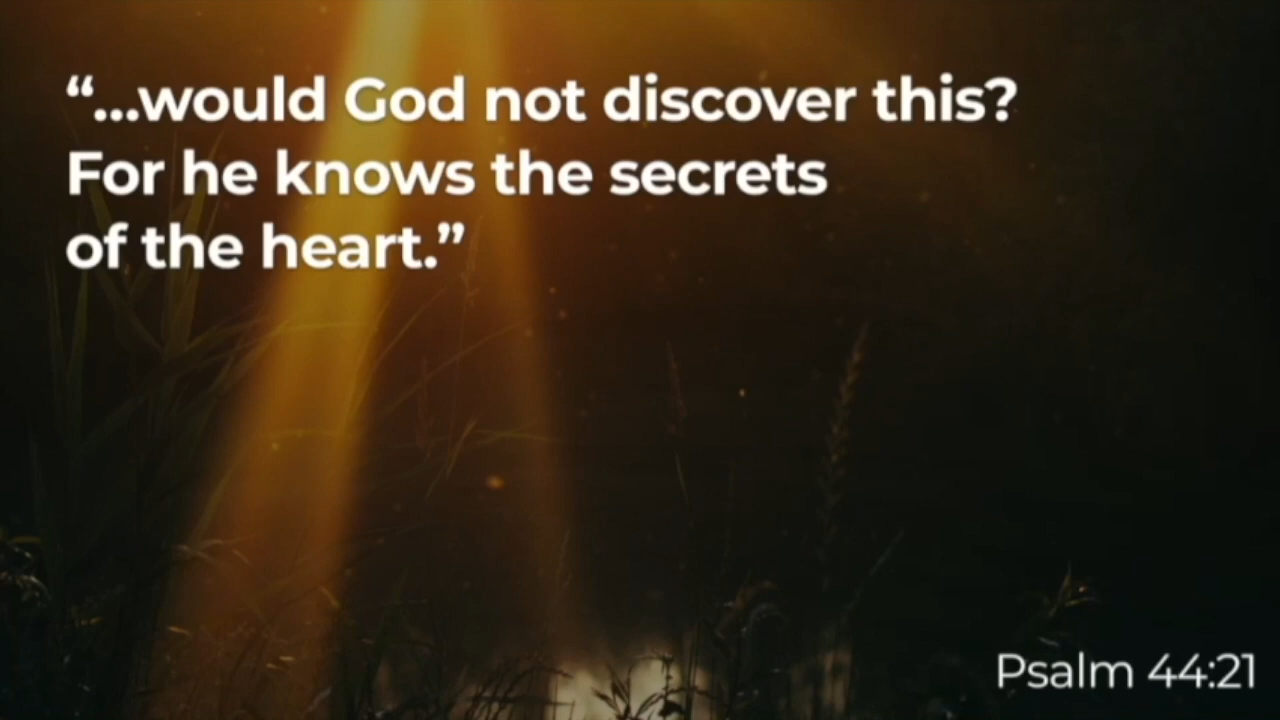 “...would God not discover this?
For he knows the secrets
of the heart.”
Psalm 44:21